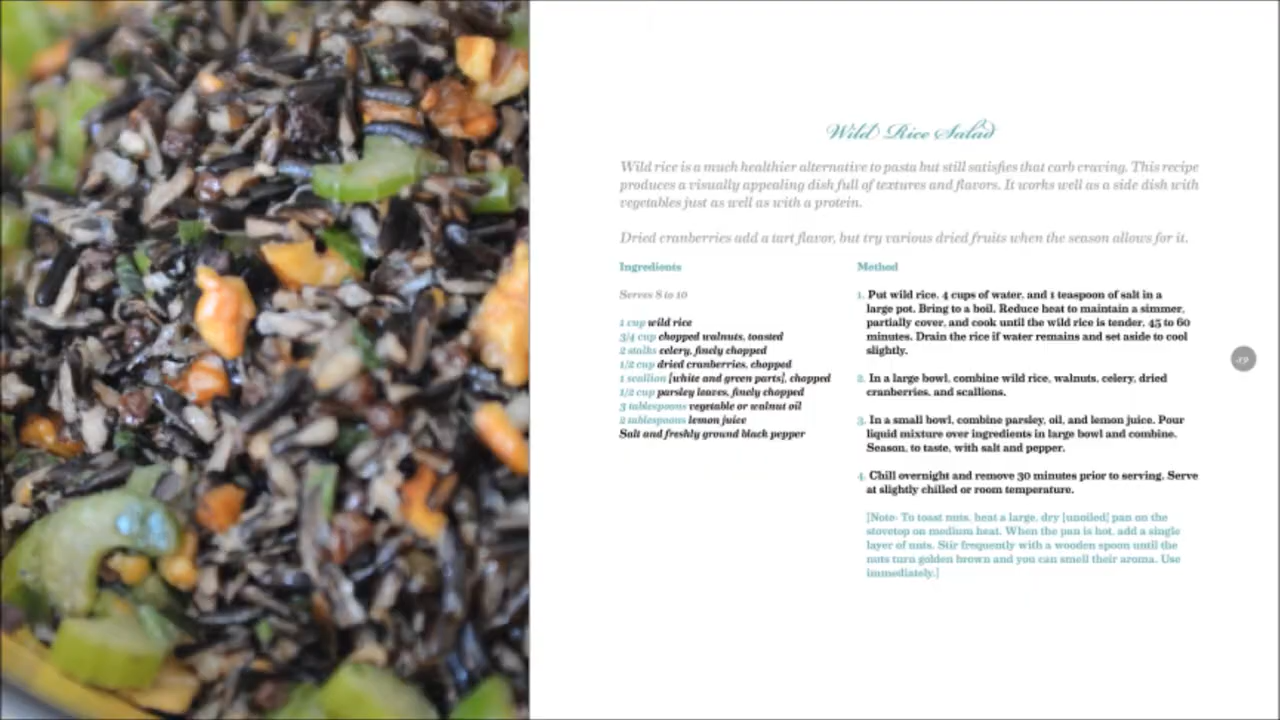 Wild Rice Salad
Wild rice is a much healthier alternative to pasta but still satisfies that carb craving. This recipe
produces a visually appealing dish full of textures and flavors. It works well as a side dish with
vegetables just as well as with a protein.
Dried cranberries add a tart flavor, but try various dried fruits when the season allows for it.
Ingredients
Serves 8 to 10
1 cup wild rice
3/4 cup chopped walnuts, toasted
2 stalks celery, finely chopped
1/2 cup dried cranberries, chopped
1 scallion [white and green parts], chopped
1/2 cup parsley leaves, finely chopped
3 tablespoons vegetable or walnut oil
2 tablespoons lemon juice
Salt and freshly ground black pepper
Method
1. Put wild rice, 4 cups of water, and 1 teaspoon of salt in a
large pot. Bring to a boil. Reduce heat to maintain a simmer,
partially cover, and cook until the wild rice is tender, 45 to 60
minutes. Drain the rice if water remains and set aside to cool
slightly.
2. In a large bowl, combine wild rice, walnuts, celery, dried
cranberries, and scallions.
3. In a small bowl, combine parsley, oil, and lemon juice. Pour
liquid mixture over ingredients in large bowl and combine.
Season, to taste, with salt and pepper.
4. Chill overnight and remove 30 minutes prior to serving. Serve
at slightly chilled or room temperature.
[Note- To toast nuts, heat a large, dry [unoiled] pan on the
stovetop on medium heat. When the pan is hot, add a single
layer of nuts. Stir frequently with a wooden spoon until the
nuts turn golden brown and you can smell their aroma. Use
immediately.]